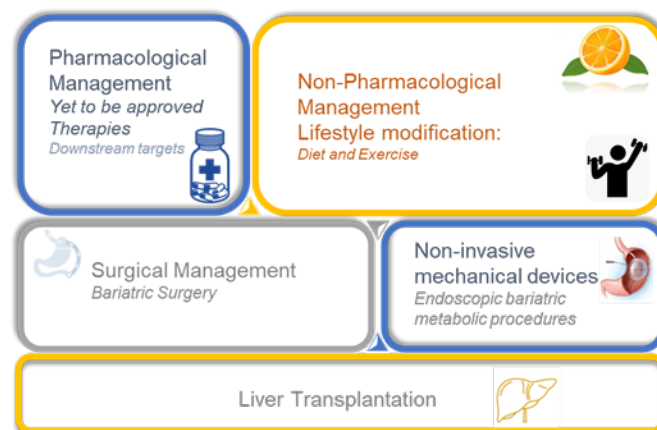 Pharmacological
Management
Yet to be approved
Therapies
Downstream targets
Non-Pharmacological
Management
Lifestyle modification:
Diet and Exercise
Surgical Management
Bariatric Surgery
Non-invasive
mechanical devices
Endoscopic bariatric
metabolic procedures
Liver Transplantation